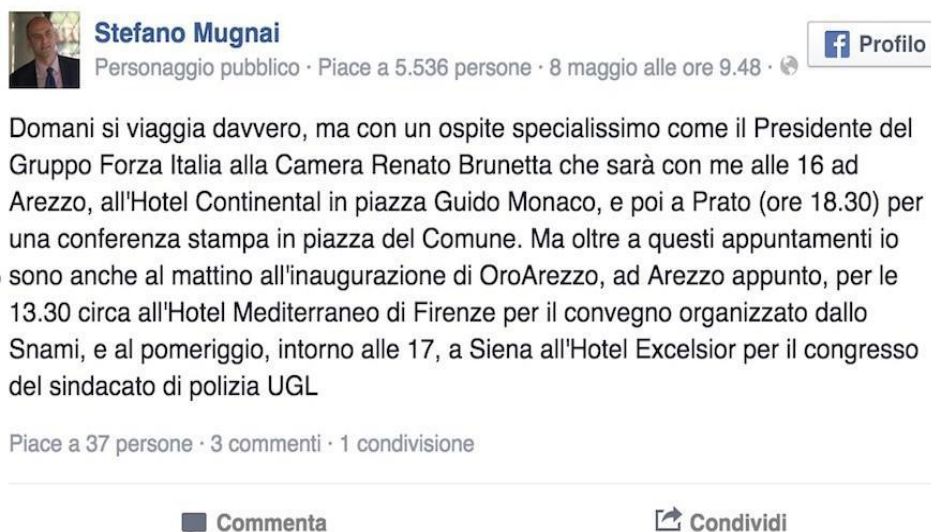 Stefano Mugnai
Profilo
Personaggio pubblico · Piace a 5.536 persone · 8 maggio alle ore 9.48 ·
Domani si viaggia davvero, ma con un ospite specialissimo come il Presidente del
Gruppo Forza Italia alla Camera Renato Brunetta che sarà con me alle 16 ad
Arezzo, all'Hotel Continental in piazza Guido Monaco, e poi a Prato (ore 18.30) per
una conferenza stampa in piazza del Comune. Ma oltre a questi appuntamenti io
sono anche al mattino all'inaugurazione di OroArezzo, ad Arezzo appunto, per le
13.30 circa all'Hotel Mediterraneo di Firenze per il convegno organizzato dallo
Snami, e al pomeriggio, intorno alle 17, a Siena all'Hotel Excelsior per il congresso
del sindacato di polizia UGL
Piace a 37 persone · 3 commenti · 1 condivisione
Commenta
Condividi